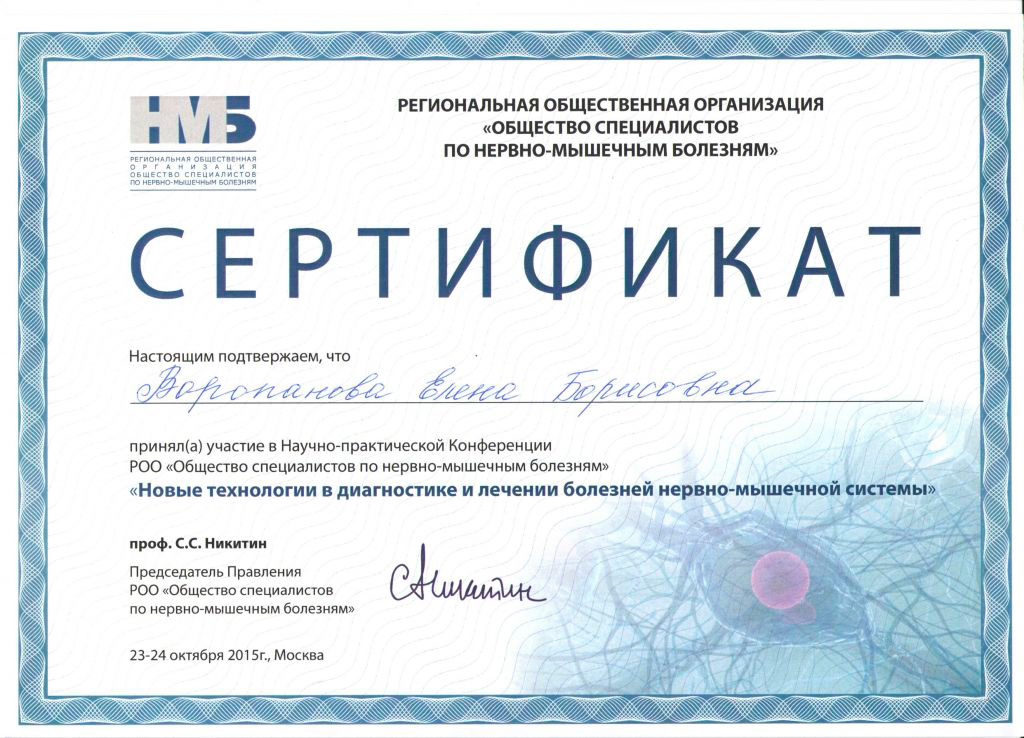 НМБ
РЕГИОНАЛЬНАЯ ОБЩЕСТВЕННАЯ
ОРГАНИЗАЦИЯ
ОБЩЕСТВО СПЕЦИАЛИСТОВ
ПО НЕРВНО-МЫШЕЧНЫМ БОЛЕЗНЯМ
РЕГИОНАЛЬНАЯ ОБЩЕСТВЕННАЯ ОРГАНИЗАЦИЯ
«ОБЩЕСТВО СПЕЦИАЛИСТОВ
ПО НЕРВНО-МЫШЕЧНЫМ БОЛЕЗНЯМ»
СЕРТИФИКАТ
Настоящим подтвержаем, что
Воропанова Елена Борисовна
принял(а) участие в Научно-практической Конференции
РОО «Общество специалистов по нервно-мышечным болезням»
«Новые технологии в диагностике и лечении болезней нервно-мышечной системы»
проф. С.С. Никитин
Председатель Правления
РОО «Общество специалистов
по нервно-мышечным болезням»
СНикитин
23-24 октября 2015г., Москва